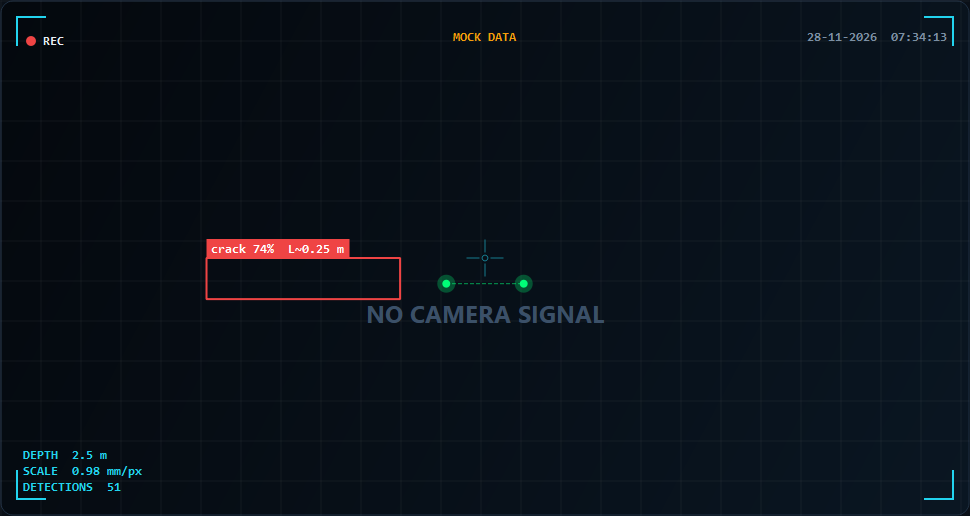 REC
MOCK DATA
28-11-2026 07:34:13
crack 74% L~0.25 m
NO CAMERA SIGNAL
DEPTH 2.5 m
SCALE 0.98 mm/px
DETECTIONS 51